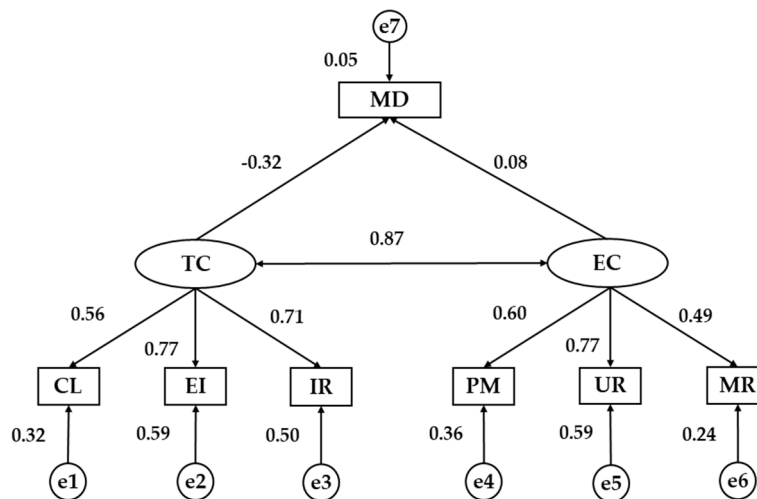 e7
0.05
MD
-0.32
0.08
0.87
TC
EC
0.56
0.71
0.60
0.49
0.77
0.77
CL
EI
IR
PM
UR
MR
0.32
0.59
0.50
0.36
0.59
0.24
e1
e2
e3
e4
e5
e6